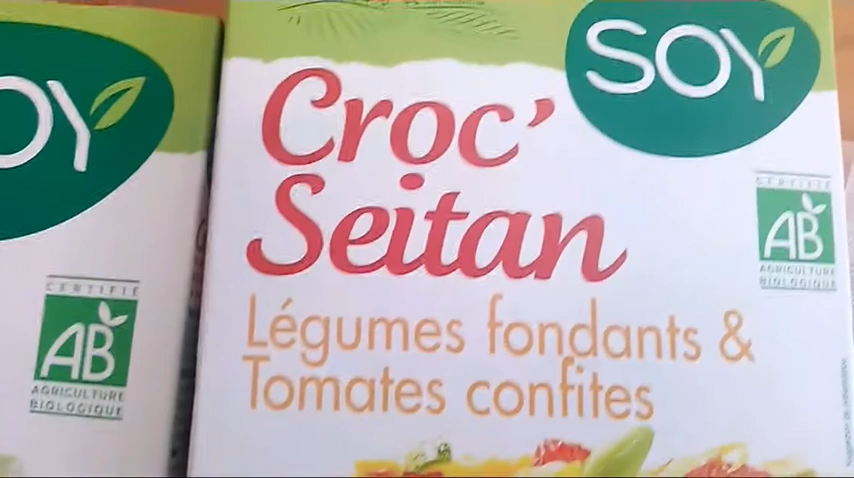 SOY
Croc'
Seitan
Légumes fondants &
Tomates confites
CERTIFIÉ
AB
AGRICULTURE
BIOLOGIQUE
OY
CERTIFIÉ
AB
AGRICULTURE
BIOLOGIQUE